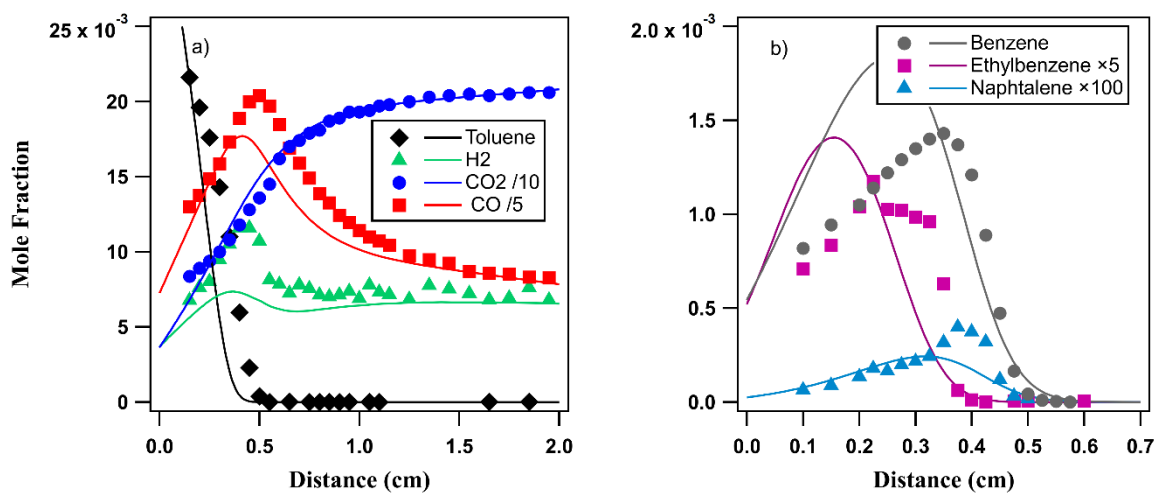 25 x 10⁻³
20
15
10
5
0
Mole Fraction
a)
Toluene
H2
CO2 /10
CO /5
0.0
0.5
1.0
1.5
2.0
Distance (cm)
2.0 x 10⁻³
1.5
1.0
0.5
0.0
b)
Benzene
Ethylbenzene ×5
Naphtalene ×100
0.0
0.1
0.2
0.3
0.4
0.5
0.6
0.7
Distance (cm)